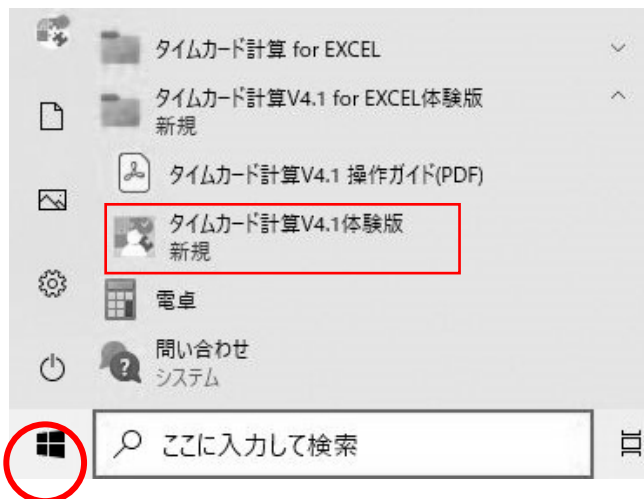 タイムカード計算 for EXCEL
タイムカード計算V4.1 for EXCEL体験版
新規
タイムカード計算V4.1 操作ガイド(PDF)
タイムカード計算V4.1体験版
新規
電卓
問い合わせ
システム
ここに入力して検索